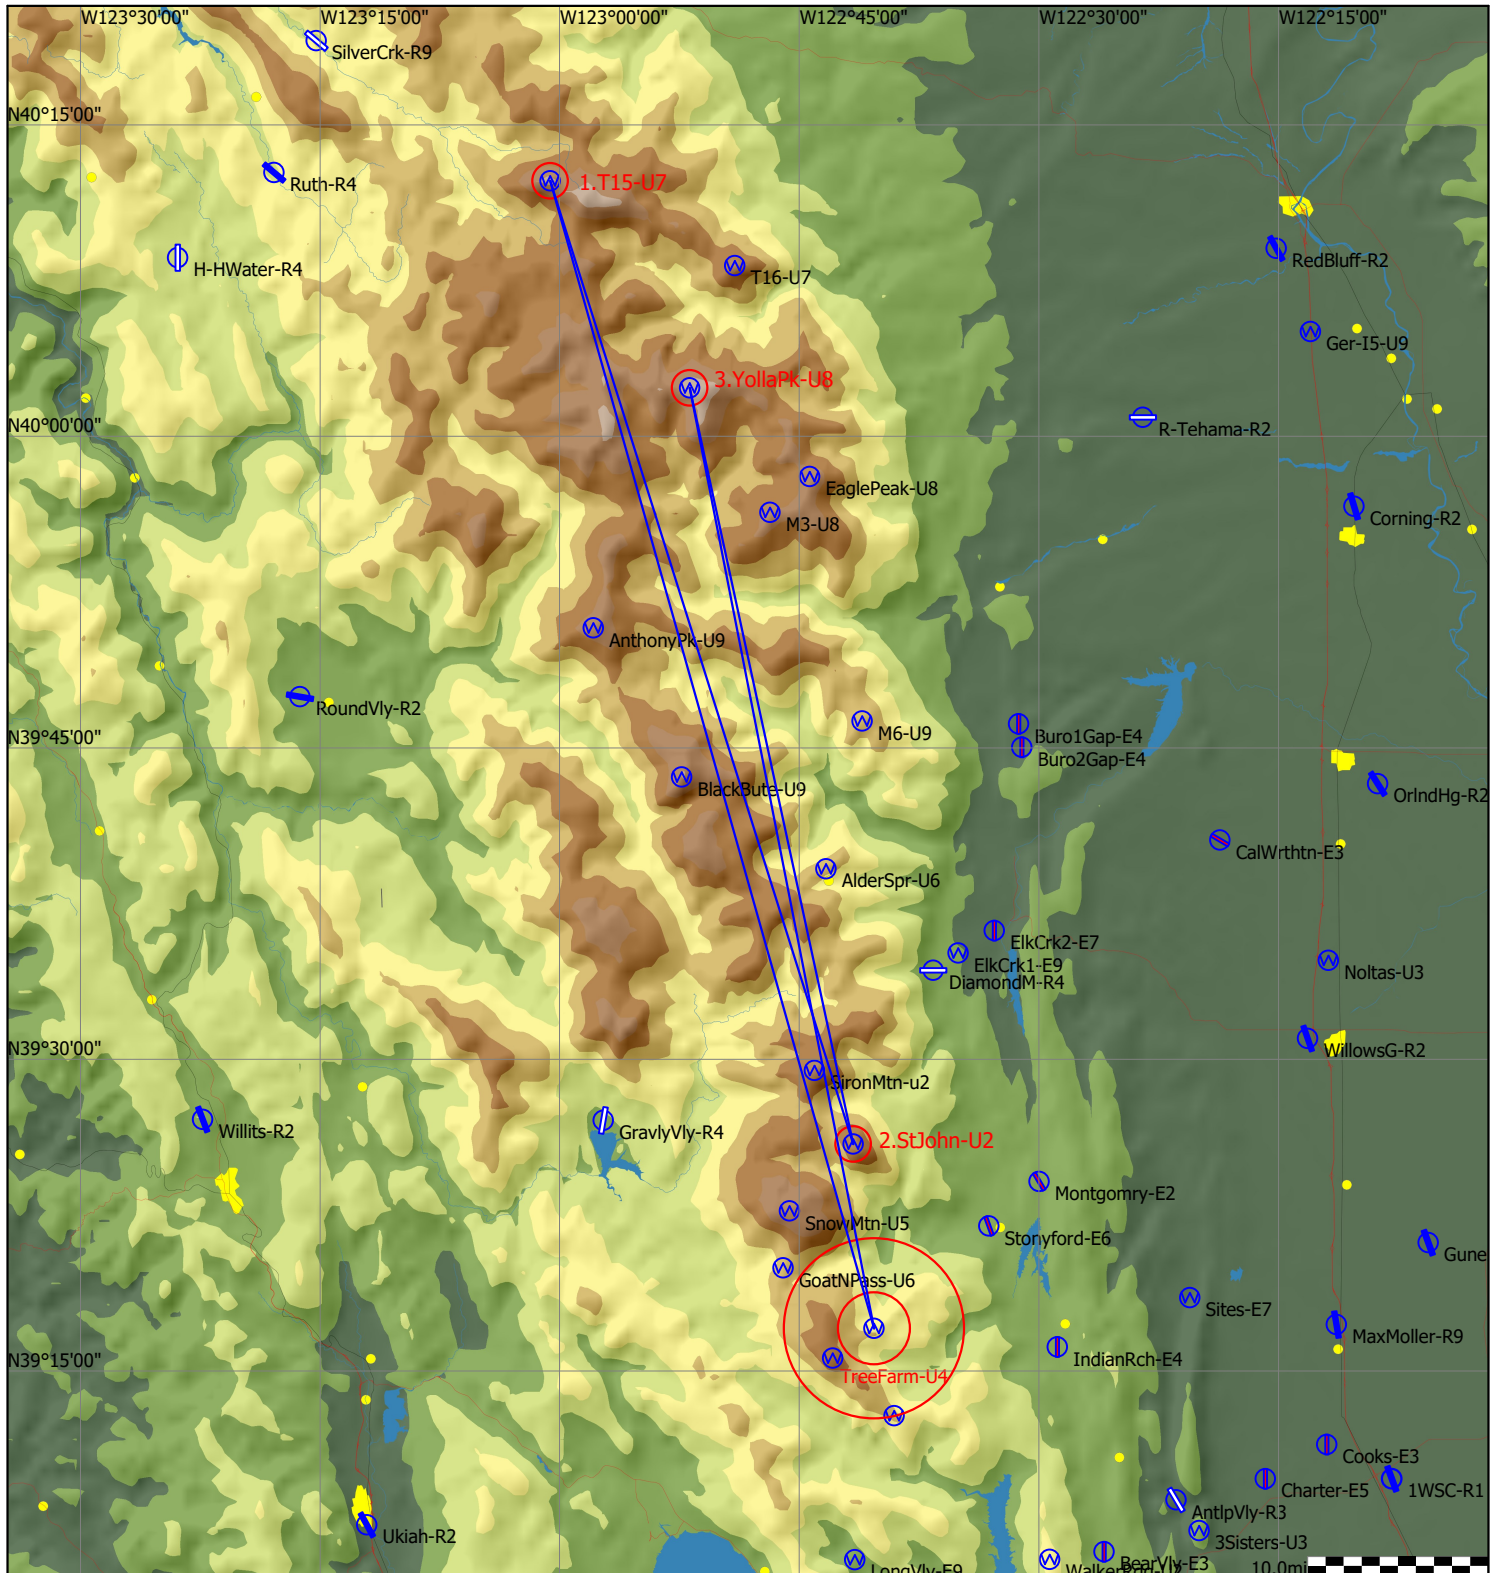 W123°30'00" W123°15'00" W123°00'00" W122°45'00" W122°30'00" W122°15'00"
SilverCrk-R9
N40°15'00"
Ruth-R4
1.T15-U7
H-HWater-R4
T16-U7
RedBluff-R2
Ger-I5-U9
3.YollaPk-U8
N40°00'00"
R-Tehama-R2
EaglePeak-U8
M3-U8
Corning-R2
AnthonyPk-U9
RoundVly-R2
M6-U9
Buro1Gap-E4
N39°45'00"
Buro2Gap-E4
BlackBute-U9
OrlndHg-R2
CalWrthtn-E3
AlderSpr-U6
ElkCrk2-E7
ElkCrk1-E9
DiamondM-R4
Noltas-U3
N39°30'00"
WillowsG-R2
SironMtn-u2
Willits-R2
GravlyVly-R4
2.StJohn-U2
Montgomry-E2
SnowMtn-U5
Stonyford-E6
Gune
GoatNPass-U6
Sites-E7
MaxMoller-R9
N39°15'00"
IndianRch-E4
TreeFarm-U4
Cooks-E3
Charter-E5
1WSC-R1
AntlpVly-R3
Ukiah-R2
3Sisters-U3
BearVly-E3
LongVly-E9
10.0mi